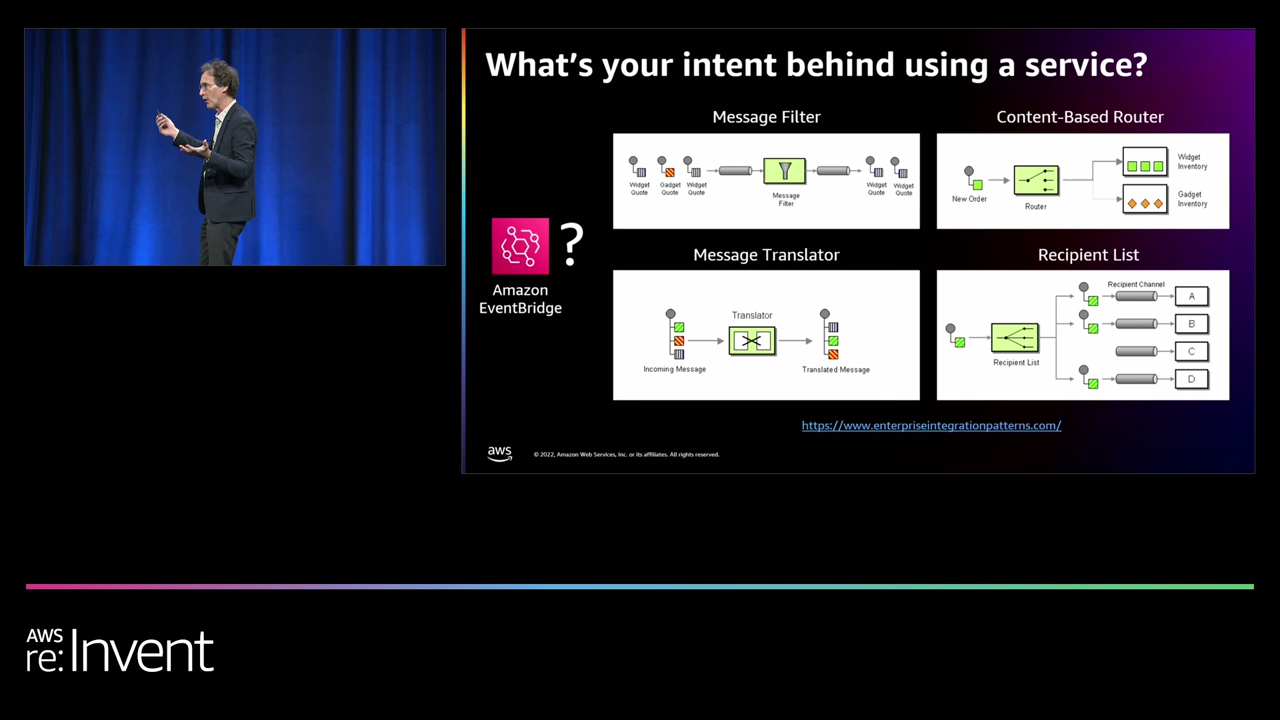 What's your intent behind using a service?
Message Filter
Widget
Quote
Gadget
Quote
Widget
Quote
Message
Filter
Widget
Quote
Widget
Quote
Content-Based Router
New Order
Router
Widget
Inventory
Gadget
Inventory
?
Amazon
EventBridge
Message Translator
Translator
Incoming Message
Translated Message
Recipient List
Recipient Channel
A
B
C
D
Recipient List
https://www.enterpriseintegrationpatterns.com/
aws
© 2022, Amazon Web Services, Inc. or its affiliates. All rights reserved.
AWS
re:Invent